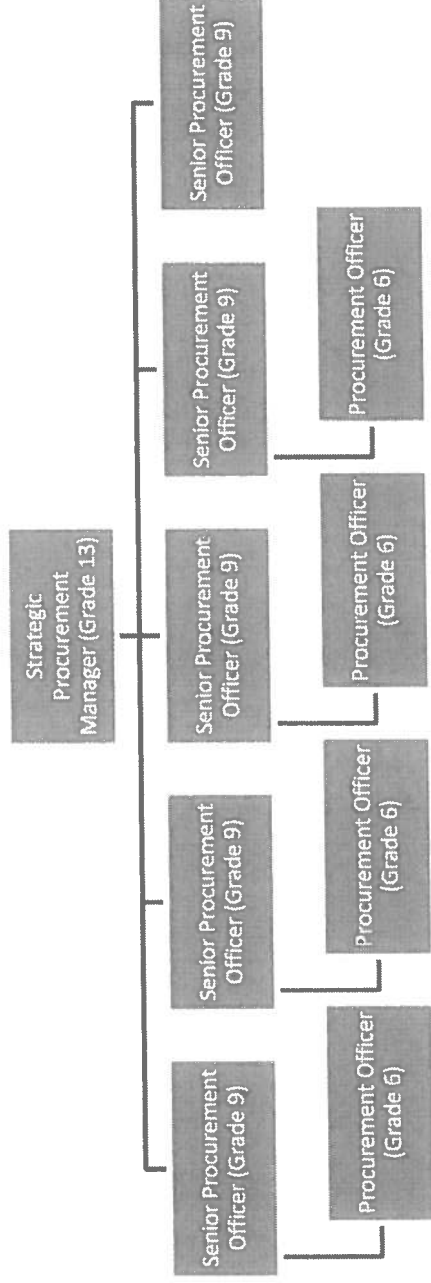 Strategic
Procurement
Manager (Grade 13)
Senior Procurement
Officer (Grade 9)
Senior Procurement
Officer (Grade 9)
Senior Procurement
Officer (Grade 9)
Senior Procurement
Officer (Grade 9)
Senior Procurement
Officer (Grade 9)
Procurement Officer
(Grade 6)
Procurement Officer
(Grade 6)
Procurement Officer
(Grade 6)
Procurement Officer
(Grade 6)